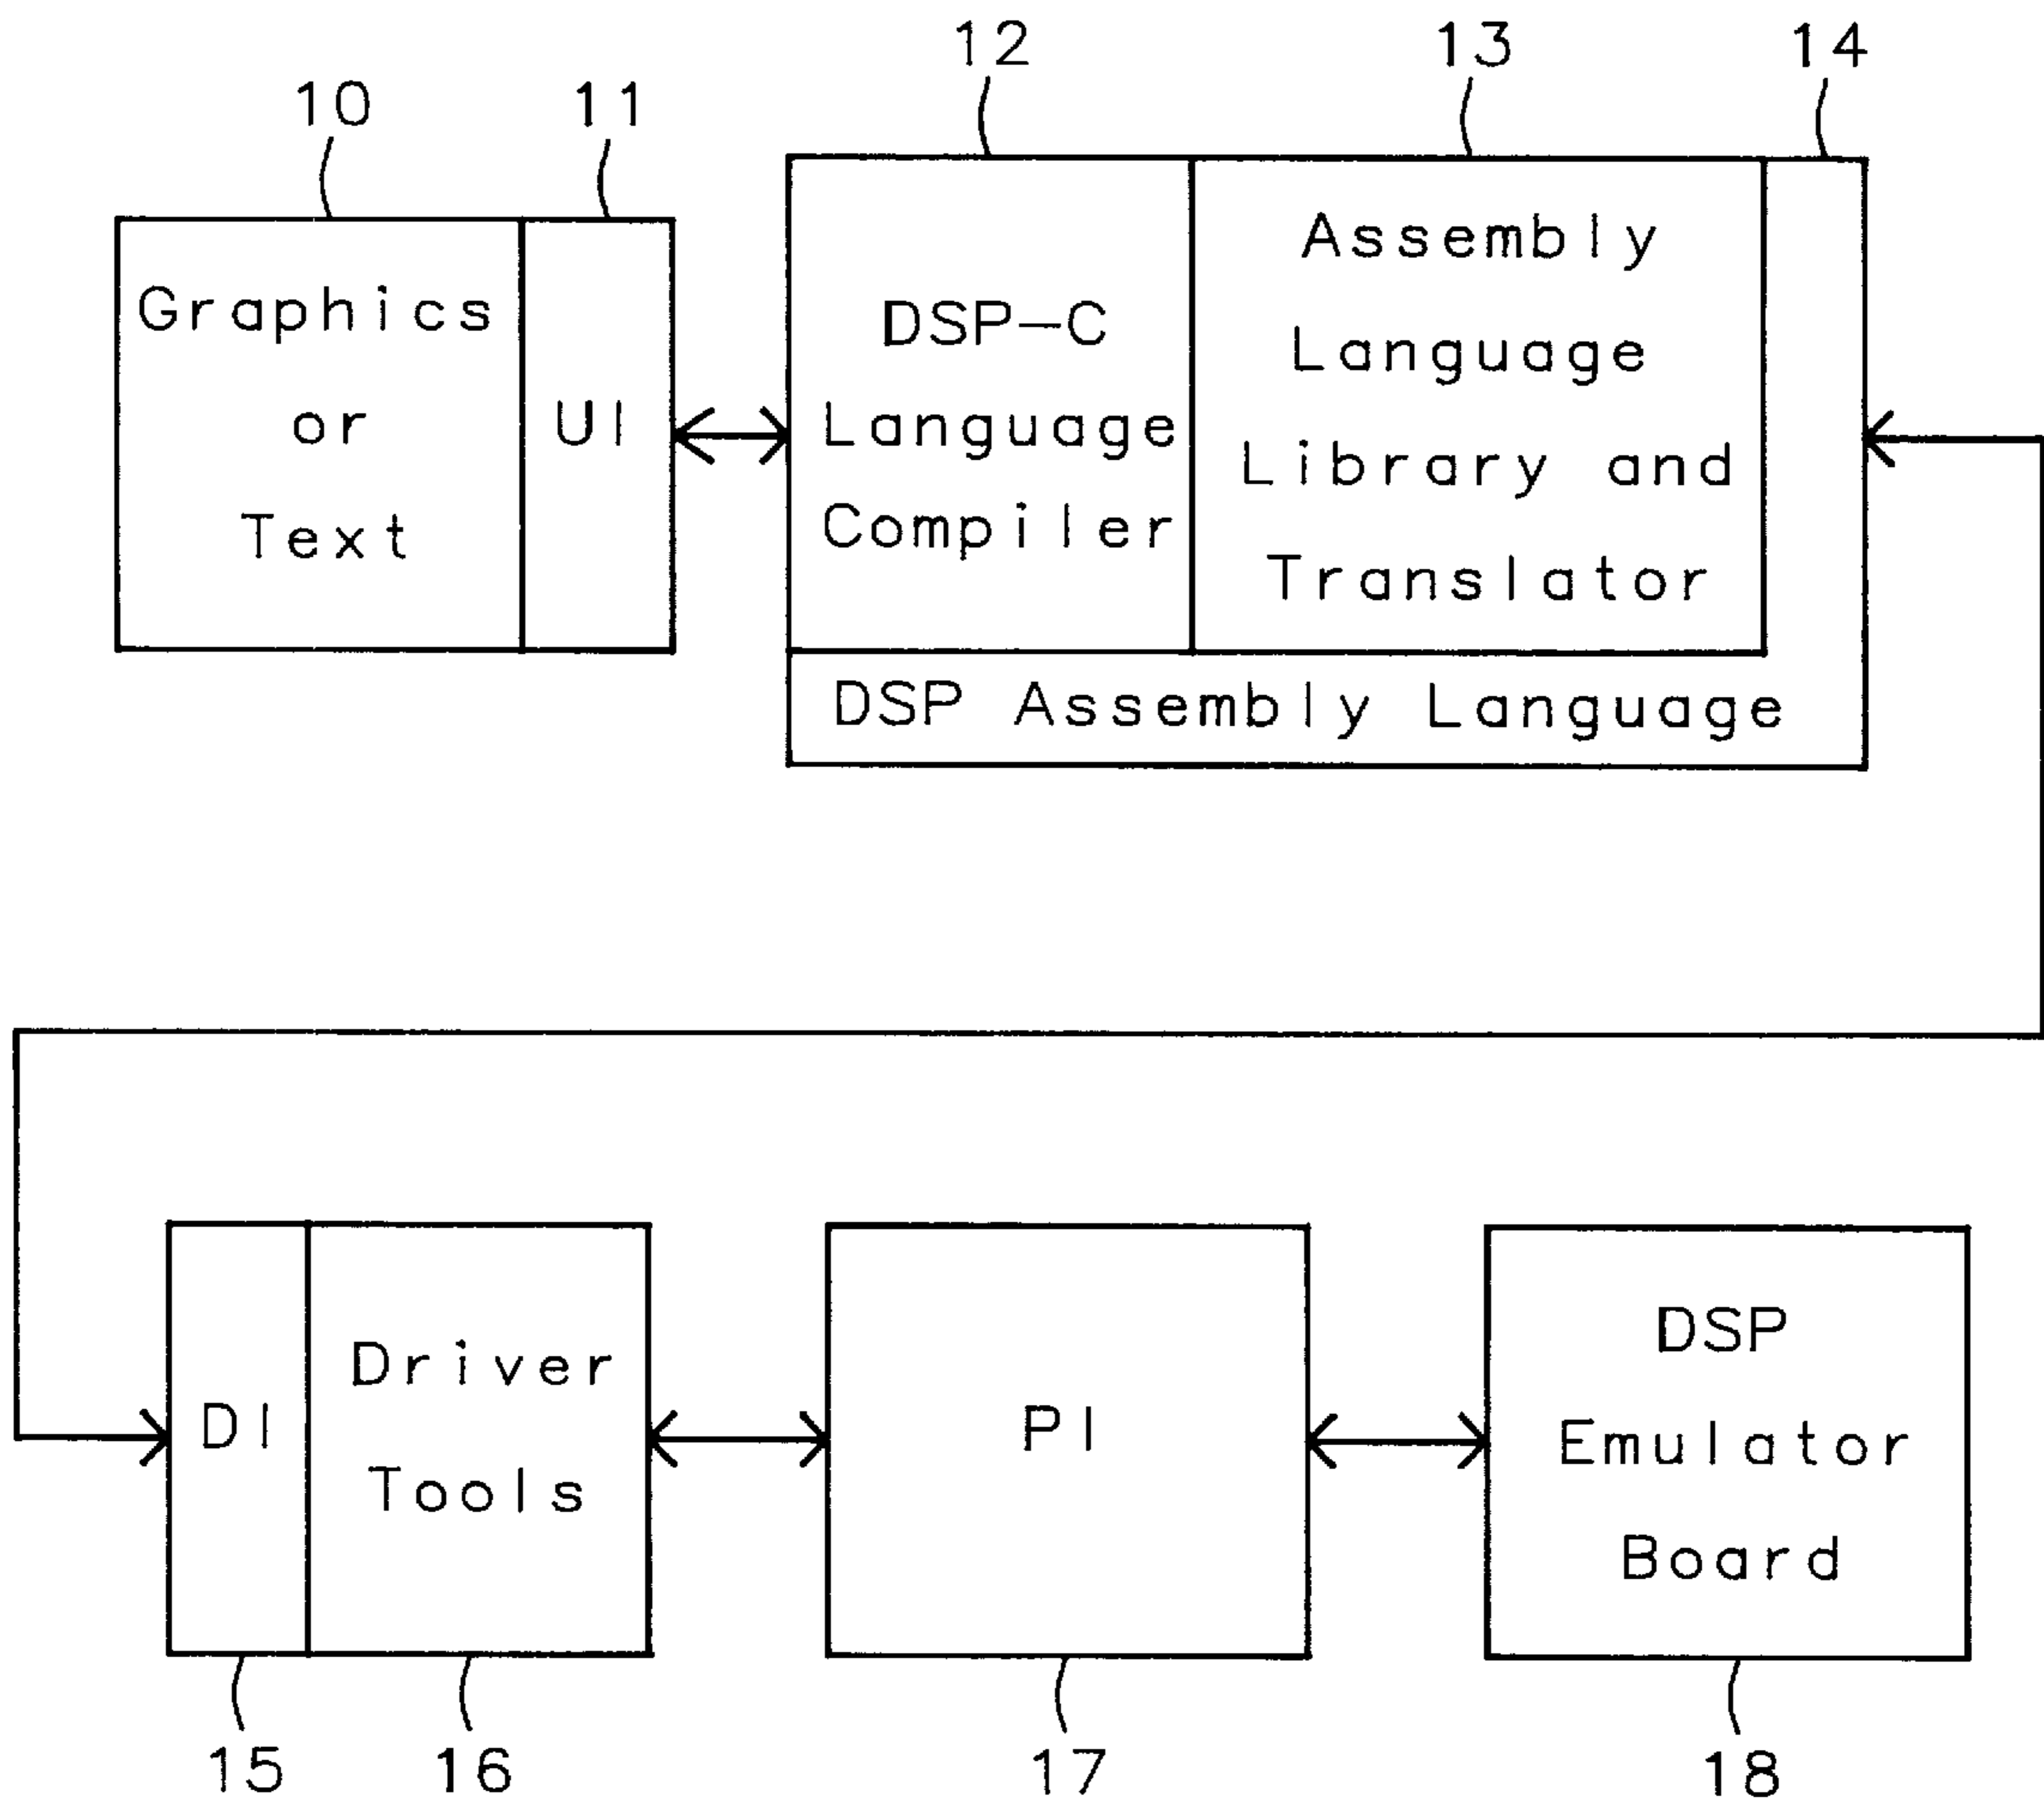 12
13
14
10
11
Graphics
or
Text
UI
DSP-C
Language
Compiler
Assembly
Language
Library and
Translator
DSP Assembly Language
DI
Driver
Tools
PI
DSP
Emulator
Board
15
16
17
18